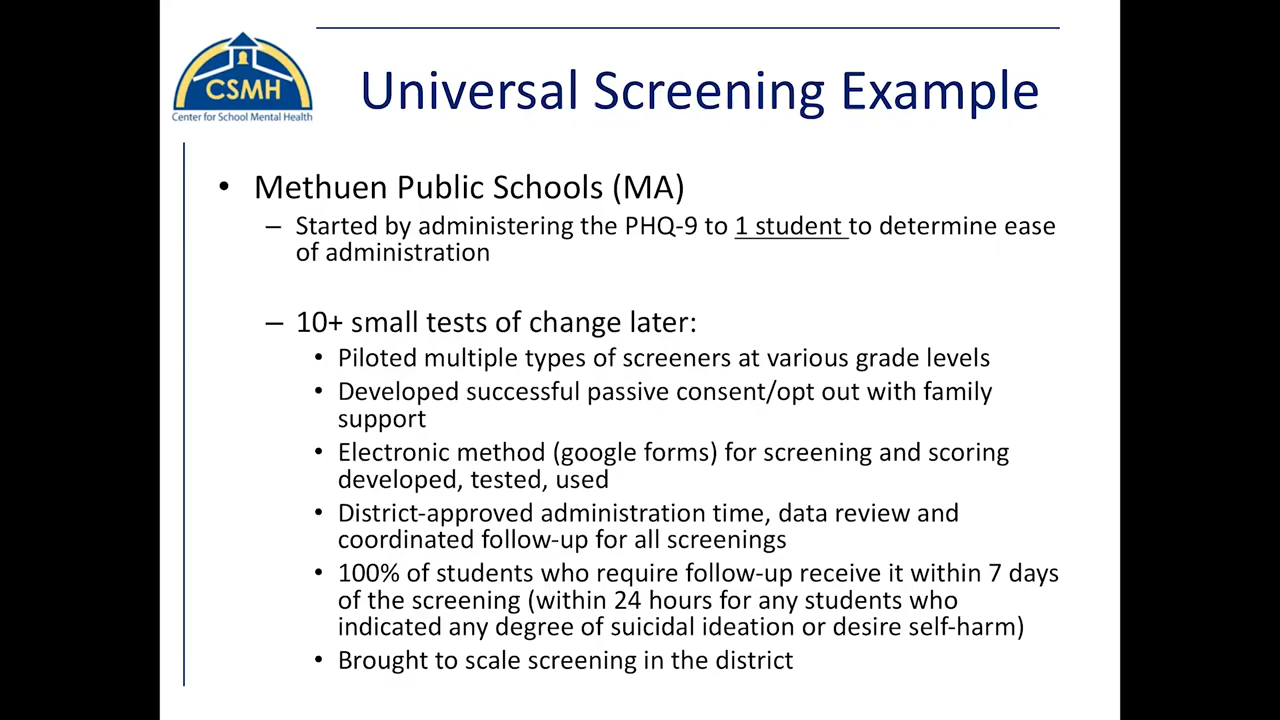 CSMH
Center for School Mental Health
Universal Screening Example
• Methuen Public Schools (MA)
– Started by administering the PHQ-9 to 1 student to determine ease
of administration
– 10+ small tests of change later:
• Piloted multiple types of screeners at various grade levels
• Developed successful passive consent/opt out with family
support
• Electronic method (google forms) for screening and scoring
developed, tested, used
• District-approved administration time, data review and
coordinated follow-up for all screenings
• 100% of students who require follow-up receive it within 7 days
of the screening (within 24 hours for any students who
indicated any degree of suicidal ideation or desire self-harm)
• Brought to scale screening in the district